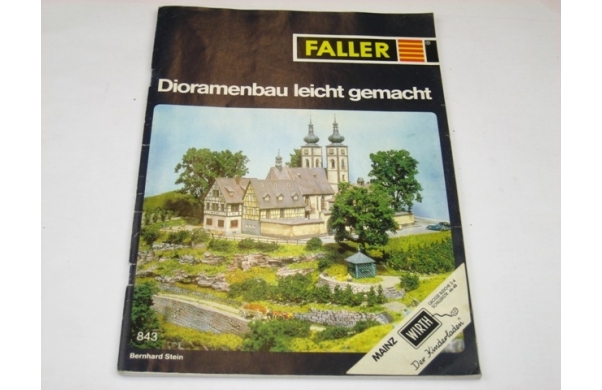 FALLER
Dioramenbau leicht gemacht
843
Bernhard Stein
MAINZ
WIRTH
Der Kinderladen